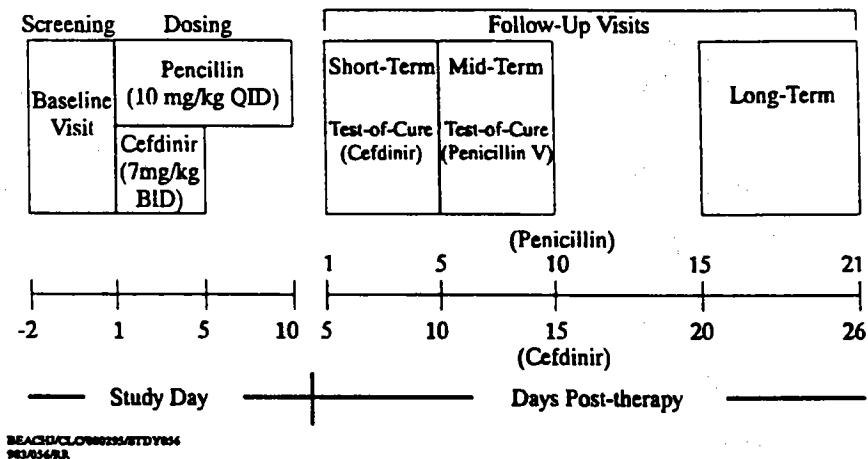 Screening Dosing Follow-Up Visits
Baseline
Visit
Pencillin
(10 mg/kg QID)
Cefdinir
(7mg/kg
BID)
Short-Term
Test-of-Cure
(Cefdinir)
Mid-Term
Test-of-Cure
(Penicillin V)
Long-Term
(Penicillin)
1 5 10 15 21
-2 1 5 10 5 10 15 20 26
(Cefdinir)
Study Day Days Post-therapy